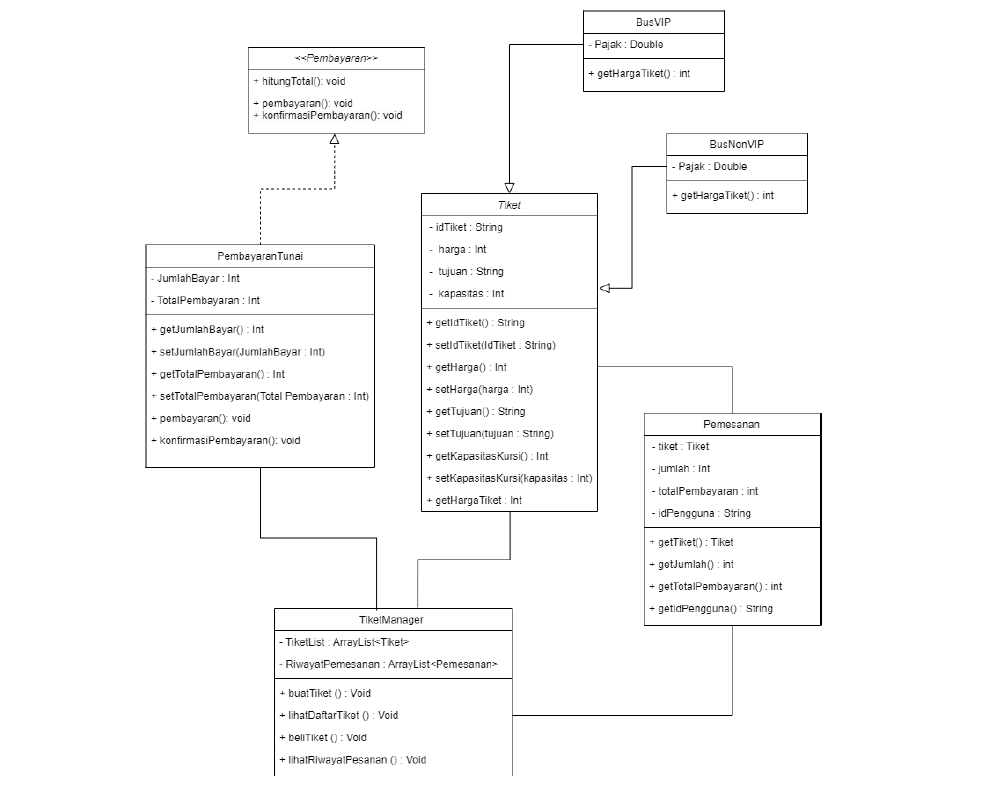 BusVIP
- Pajak : Double
+ getHargaTiket() : int
<<Pembayaran>>
+ hitungTotal(): void
+ pembayaran(): void
+ konfirmasiPembayaran(): void
BusNonVIP
- Pajak : Double
+ getHargaTiket() : int
Tiket
- idTiket : String
- harga : Int
- tujuan : String
- kapasitas : Int
+ getIdTiket() : String
+ setIdTiket(IdTiket : String)
+ getHarga() : Int
+ setHarga(harga : Int)
+ getTujuan() : String
+ setTujuan(tujuan : String)
+ getKapasitasKursi() : Int
+ setKapasitasKursi(kapasitas : Int)
+ getHargaTiket : Int
PembayaranTunai
- JumlahBayar : Int
- TotalPembayaran : Int
+ getJumlahBayar() : Int
+ setJumlahBayar(JumlahBayar : Int)
+ getTotalPembayaran() : Int
+ setTotalPembayaran(Total Pembayaran : Int)
+ pembayaran(): void
+ konfirmasiPembayaran(): void
Pemesanan
- tiket : Tiket
- jumlah : Int
- totalPembayaran : int
- idPengguna : String
+ getTiket() : Tiket
+ getJumlah() : int
+ getTotalPembayaran() : int
+ getIdPengguna() : String
TiketManager
- TiketList : ArrayList<Tiket>
- RiwayatPemesanan : ArrayList<Pemesanan>
+ buatTiket () : Void
+ lihatDaftarTiket () : Void
+ beliTiket () : Void
+ lihatRiwayatPesanan () : Void